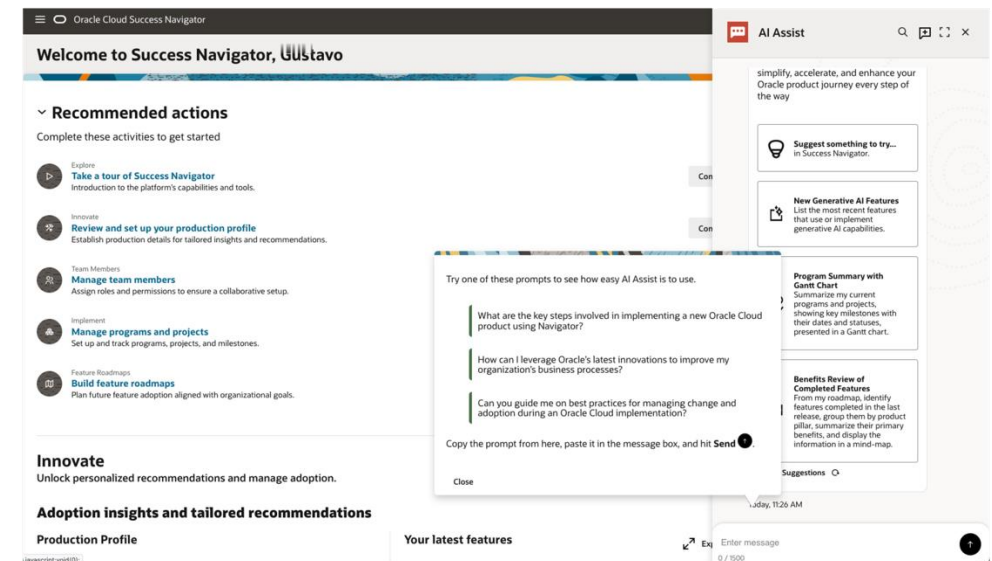 Oracle Cloud Success Navigator
Welcome to Success Navigator, Gustavo
Recommended actions
Complete these activities to get started
Explore
Take a tour of Success Navigator
Introduction to the platform's capabilities and tools.
Con
Innovate
Review and set up your production profile
Establish production details for tailored insights and recommendations.
Con
Team Members
Manage team members
Assign roles and permissions to ensure a collaborative setup.
Implement
Manage programs and projects
Set up and track programs, projects, and milestones.
Feature Roadmaps
Build feature roadmaps
Plan future feature adoption aligned with organizational goals.
Innovate
Unlock personalized recommendations and manage adoption.
Adoption insights and tailored recommendations
Production Profile
Your latest features
Exp
javascript:void(0);
Try one of these prompts to see how easy AI Assist is to use.
What are the key steps involved in implementing a new Oracle Cloud
product using Navigator?
How can I leverage Oracle's latest innovations to improve my
organization's business processes?
Can you guide me on best practices for managing change and
adoption during an Oracle Cloud implementation?
Copy the prompt from here, paste it in the message box, and hit Send .
Close
AI Assist
simplify, accelerate, and enhance your
Oracle product journey every step of
the way
Suggest something to try...
in Success Navigator.
New Generative AI Features
List the most recent features
that use or implement
generative AI capabilities.
Program Summary with
Gantt Chart
Summarize my current
programs and projects,
showing key milestones with
their dates and statuses,
presented in a Gantt chart.
Benefits Review of
Completed Features
From my roadmap, identify
features completed in the last
release, group them by product
pillar, summarize their primary
benefits, and display the
information in a mind-map.
Suggestions
Today, 11:26 AM
Enter message
0 / 1500